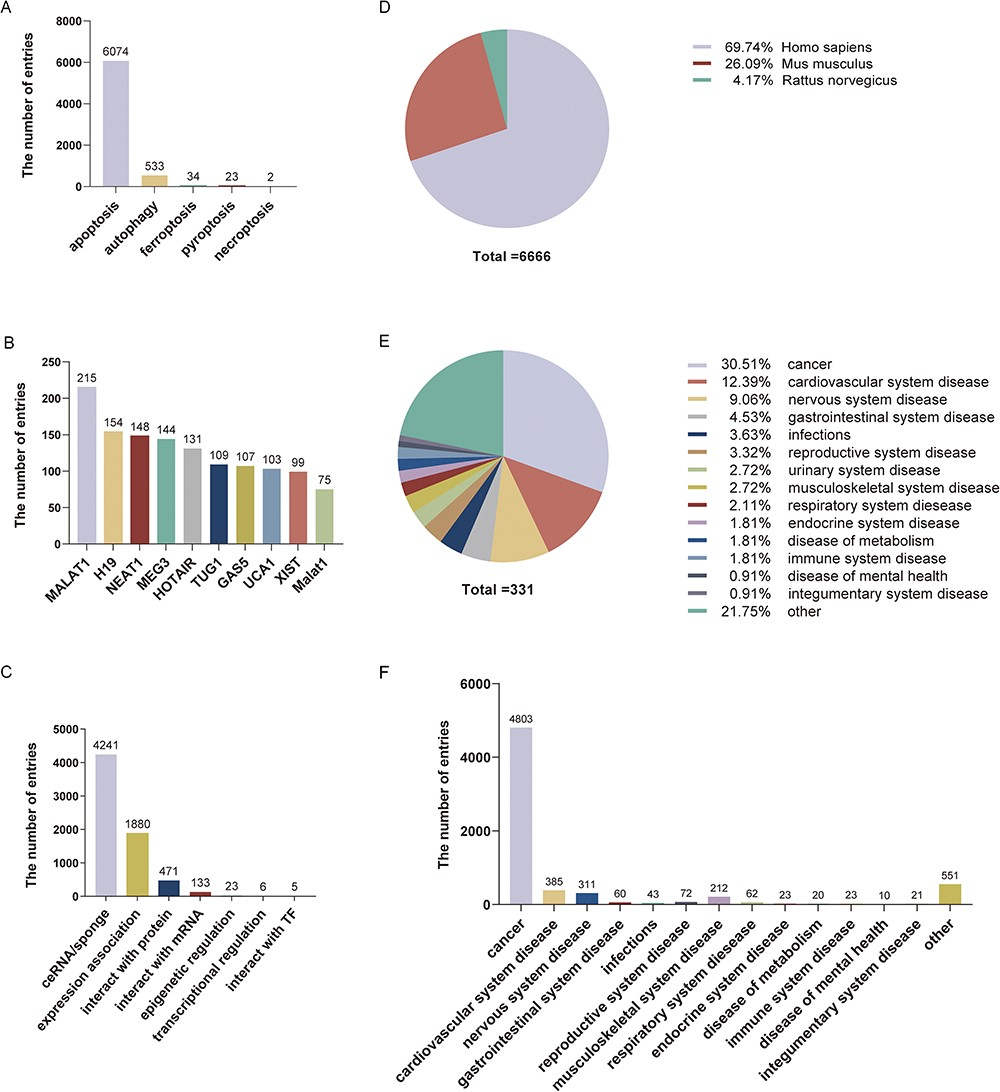 A
The number of entries
8000
6000
4000
2000
0
6074
533
34
23
2
apoptosis
autophagy
ferroptosis
pyroptosis
necroptosis
D
69.74% Homo sapiens
26.09% Mus musculus
4.17% Rattus norvegicus
Total =6666
B
The number of entries
250
200
150
100
50
0
215
154
148
144
131
109
107
103
99
75
MALAT1
H19
NEAT1
MEG3
HOTAIR
TUG1
GAS5
UCA1
XIST
Malat1
E
30.51% cancer
12.39% cardiovascular system disease
9.06% nervous system disease
4.53% gastrointestinal system disease
3.63% infections
3.32% reproductive system disease
2.72% urinary system disease
2.72% musculoskeletal system disease
2.11% respiratory system diesease
1.81% endocrine system disease
1.81% disease of metabolism
1.81% immune system disease
0.91% disease of mental health
0.91% integumentary system disease
21.75% other
Total =331
C
The number of entries
5000
4000
3000
2000
1000
0
4241
1880
471
133
23
6
5
ceRNA/sponge
expression association
interact with protein
interact with mRNA
epigenetic regulation
transcriptional regulation
interact with TF
F
The number of entries
6000
4000
2000
0
4803
385
311
60
43
72
212
62
23
20
23
10
21
551
cancer
cardiovascular system disease
nervous system disease
gastrointestinal system disease
infections
reproductive system disease
musculoskeletal system disease
respiratory system disease
endocrine system disease
disease of metabolism
immune system disease
disease of mental health
integumentary system disease
other